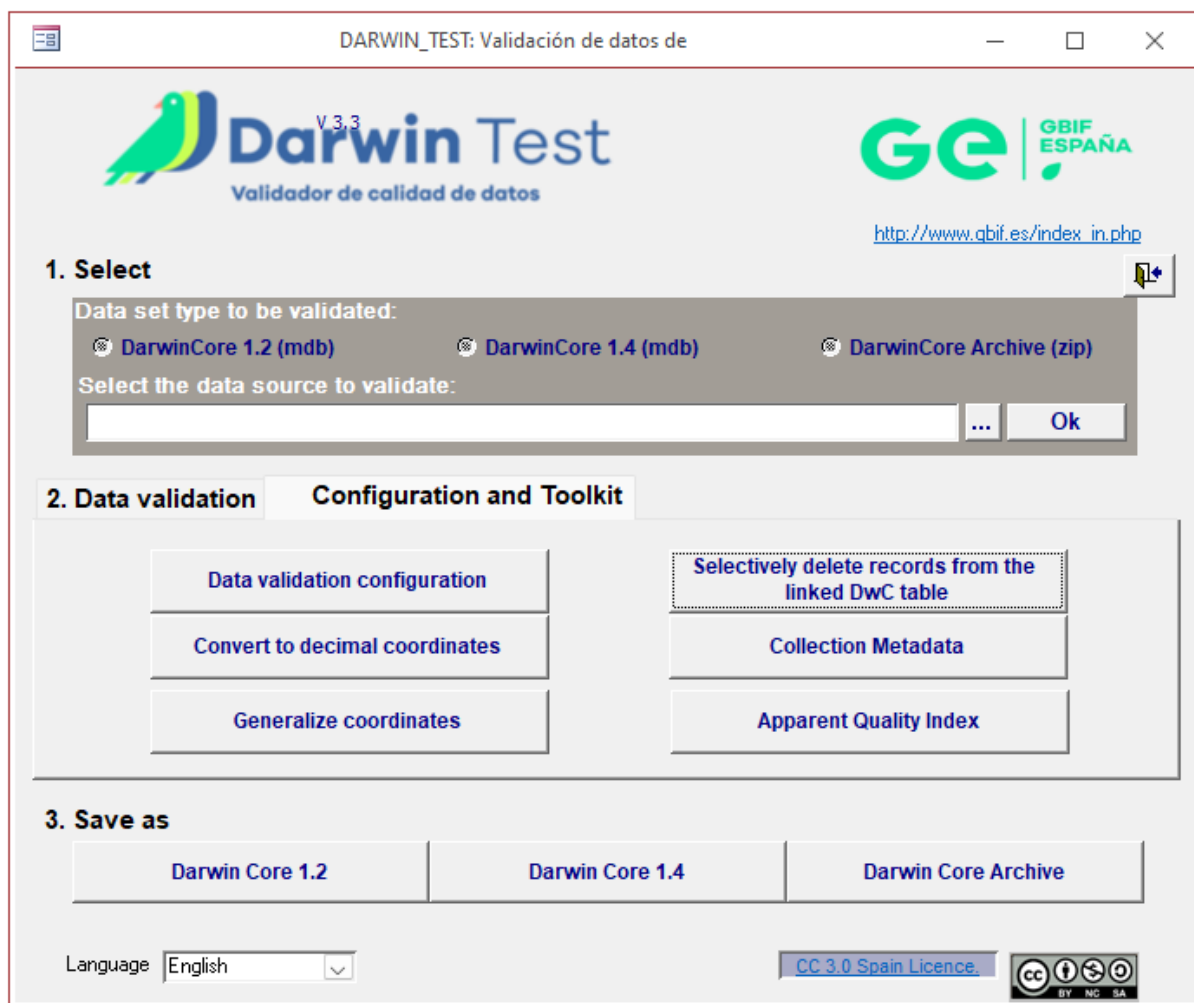 DARWIN_TEST: Validación de datos de
V 3,3
Darwin Test
Validador de calidad de datos
Ge GBIF
ESPAÑA
http://www.gbif.es/index_in.php
1. Select
Data set type to be validated:
DarwinCore 1.2 (mdb) DarwinCore 1.4 (mdb) DarwinCore Archive (zip)
Select the data source to validate:
... Ok
2. Data validation Configuration and Toolkit
Data validation configuration
Selectively delete records from the
linked DwC table
Convert to decimal coordinates
Collection Metadata
Generalize coordinates
Apparent Quality Index
3. Save as
Darwin Core 1.2 Darwin Core 1.4 Darwin Core Archive
Language English
CC 3.0 Spain Licence.
cc
BY NC SA